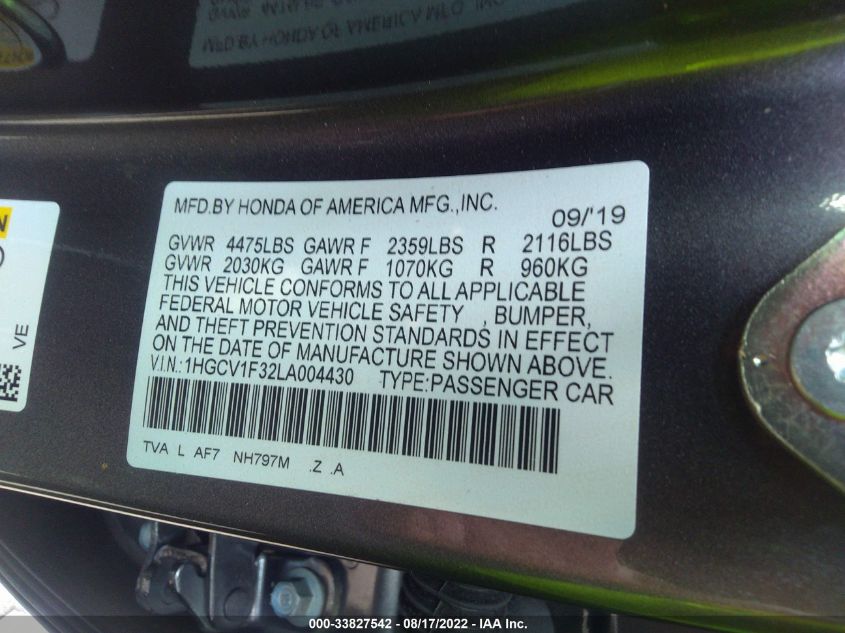 MFD.BY HONDA OF AMERICA MFG.,INC.
09/'19
GVWR 4475LBS GAWR F 2359LBS R 2116LBS
GVWR 2030KG GAWR F 1070KG R 960KG
THIS VEHICLE CONFORMS TO ALL APPLICABLE
FEDERAL MOTOR VEHICLE SAFETY , BUMPER,
AND THEFT PREVENTION STANDARDS IN EFFECT
ON THE DATE OF MANUFACTURE SHOWN ABOVE.
V.I.N.: 1HGCV1F32LA004430 TYPE:PASSENGER CAR
TVA L AF7 NH797M .Z .A
N
VE
000-33827542 - 08/17/2022 - IAA Inc.